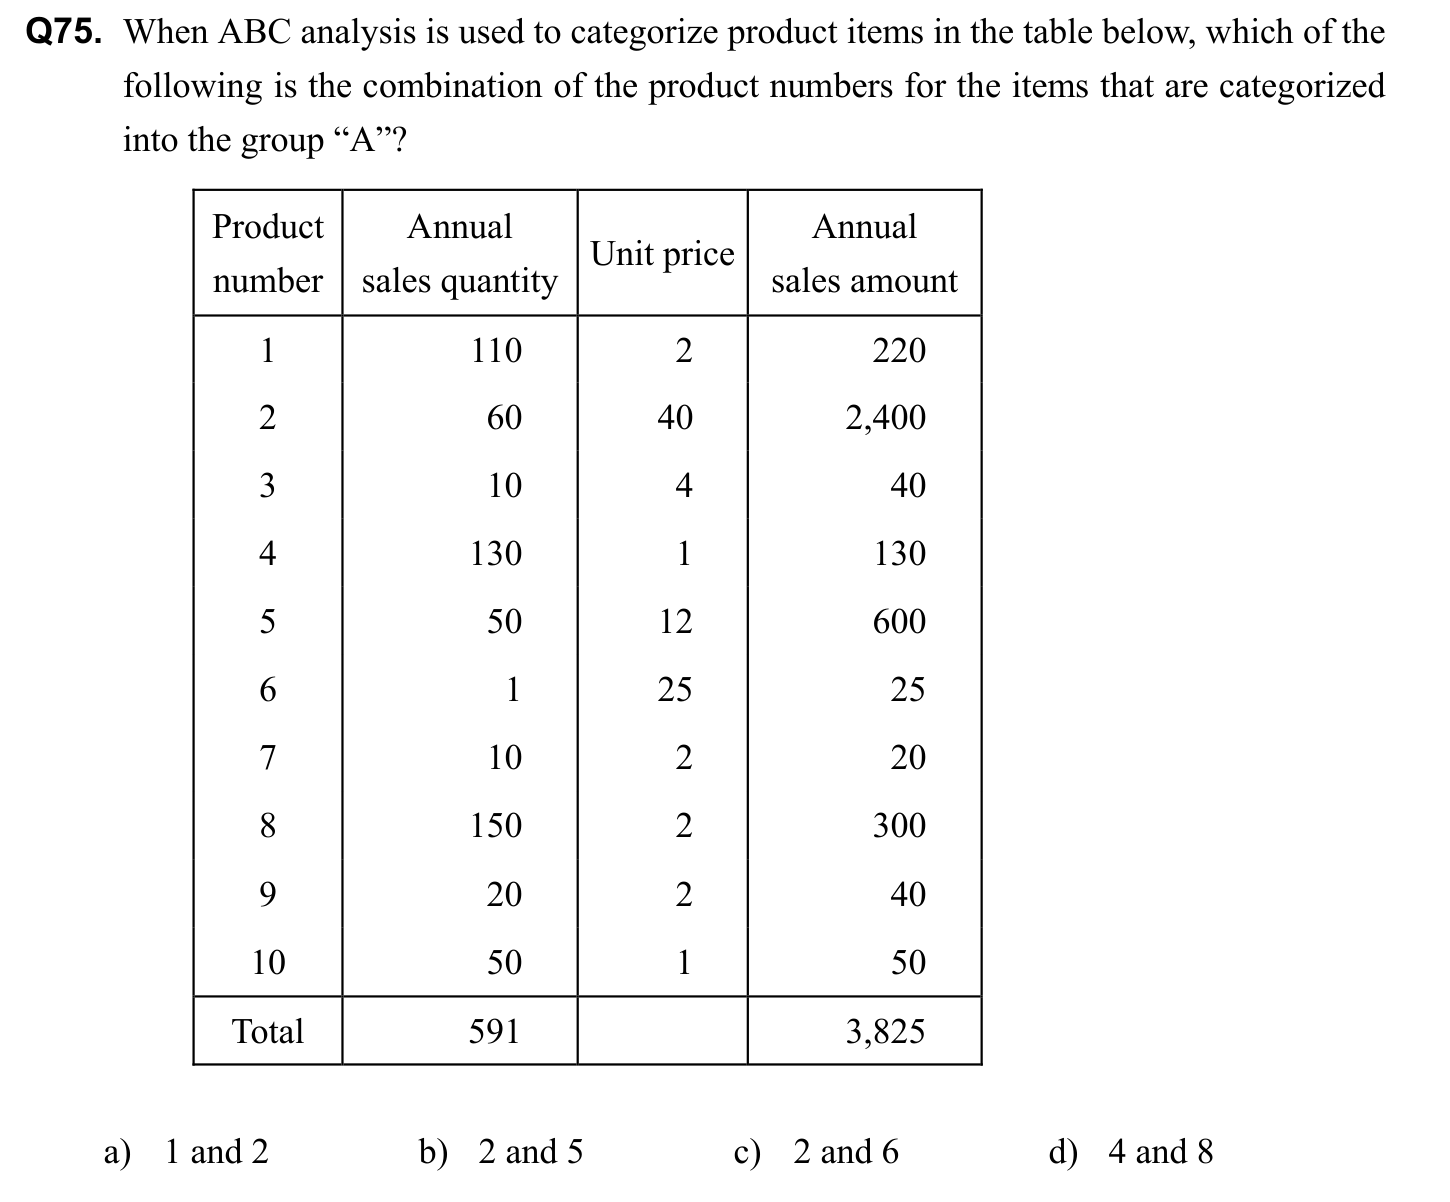 Q75. When ABC analysis is used to categorize product items in the table below, which of the
following is the combination of the product numbers for the items that are categorized
into the group “A”?
Product number Annual sales quantity Unit price Annual sales amount
1 110 2 220
2 60 40 2,400
3 10 4 40
4 130 1 130
5 50 12 600
6 1 25 25
7 10 2 20
8 150 2 300
9 20 2 40
10 50 1 50
Total 591 3,825
a) 1 and 2 b) 2 and 5 c) 2 and 6 d) 4 and 8